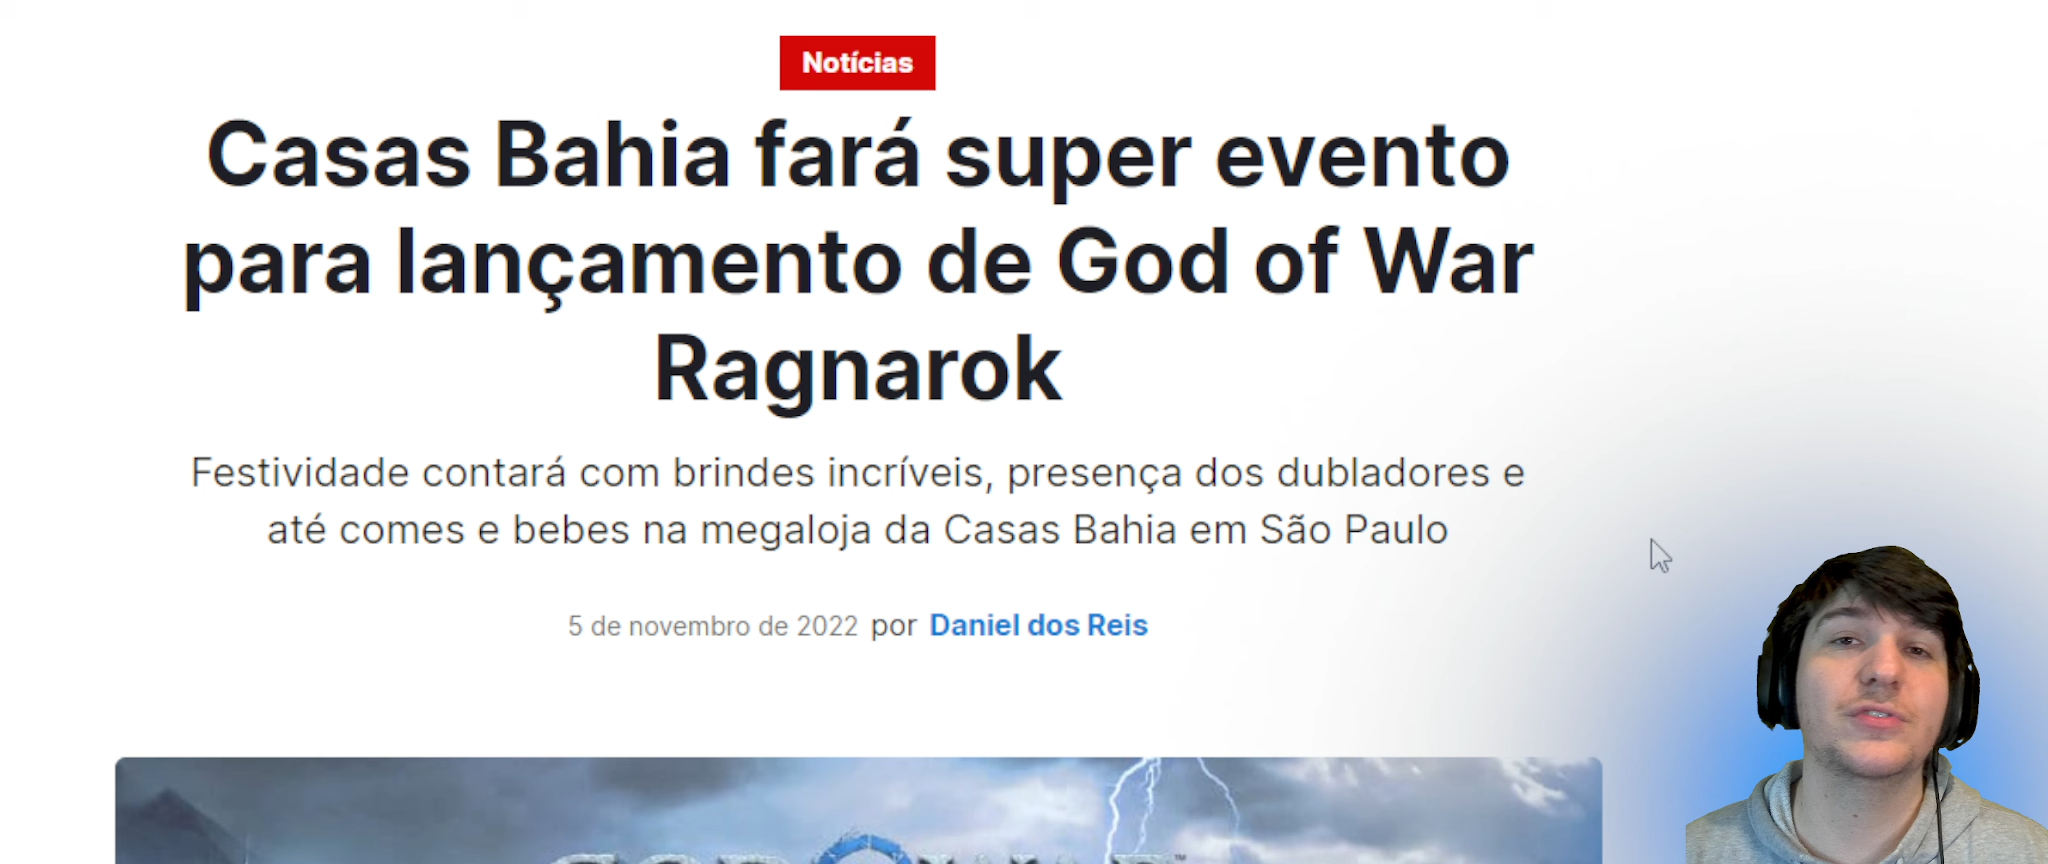 Notícias
Casas Bahia fará super evento
para lançamento de God of War
Ragnarok
Festividade contará com brindes incríveis, presença dos dubladores e
até comes e bebes na megaloja da Casas Bahia em São Paulo
5 de novembro de 2022 por Daniel dos Reis